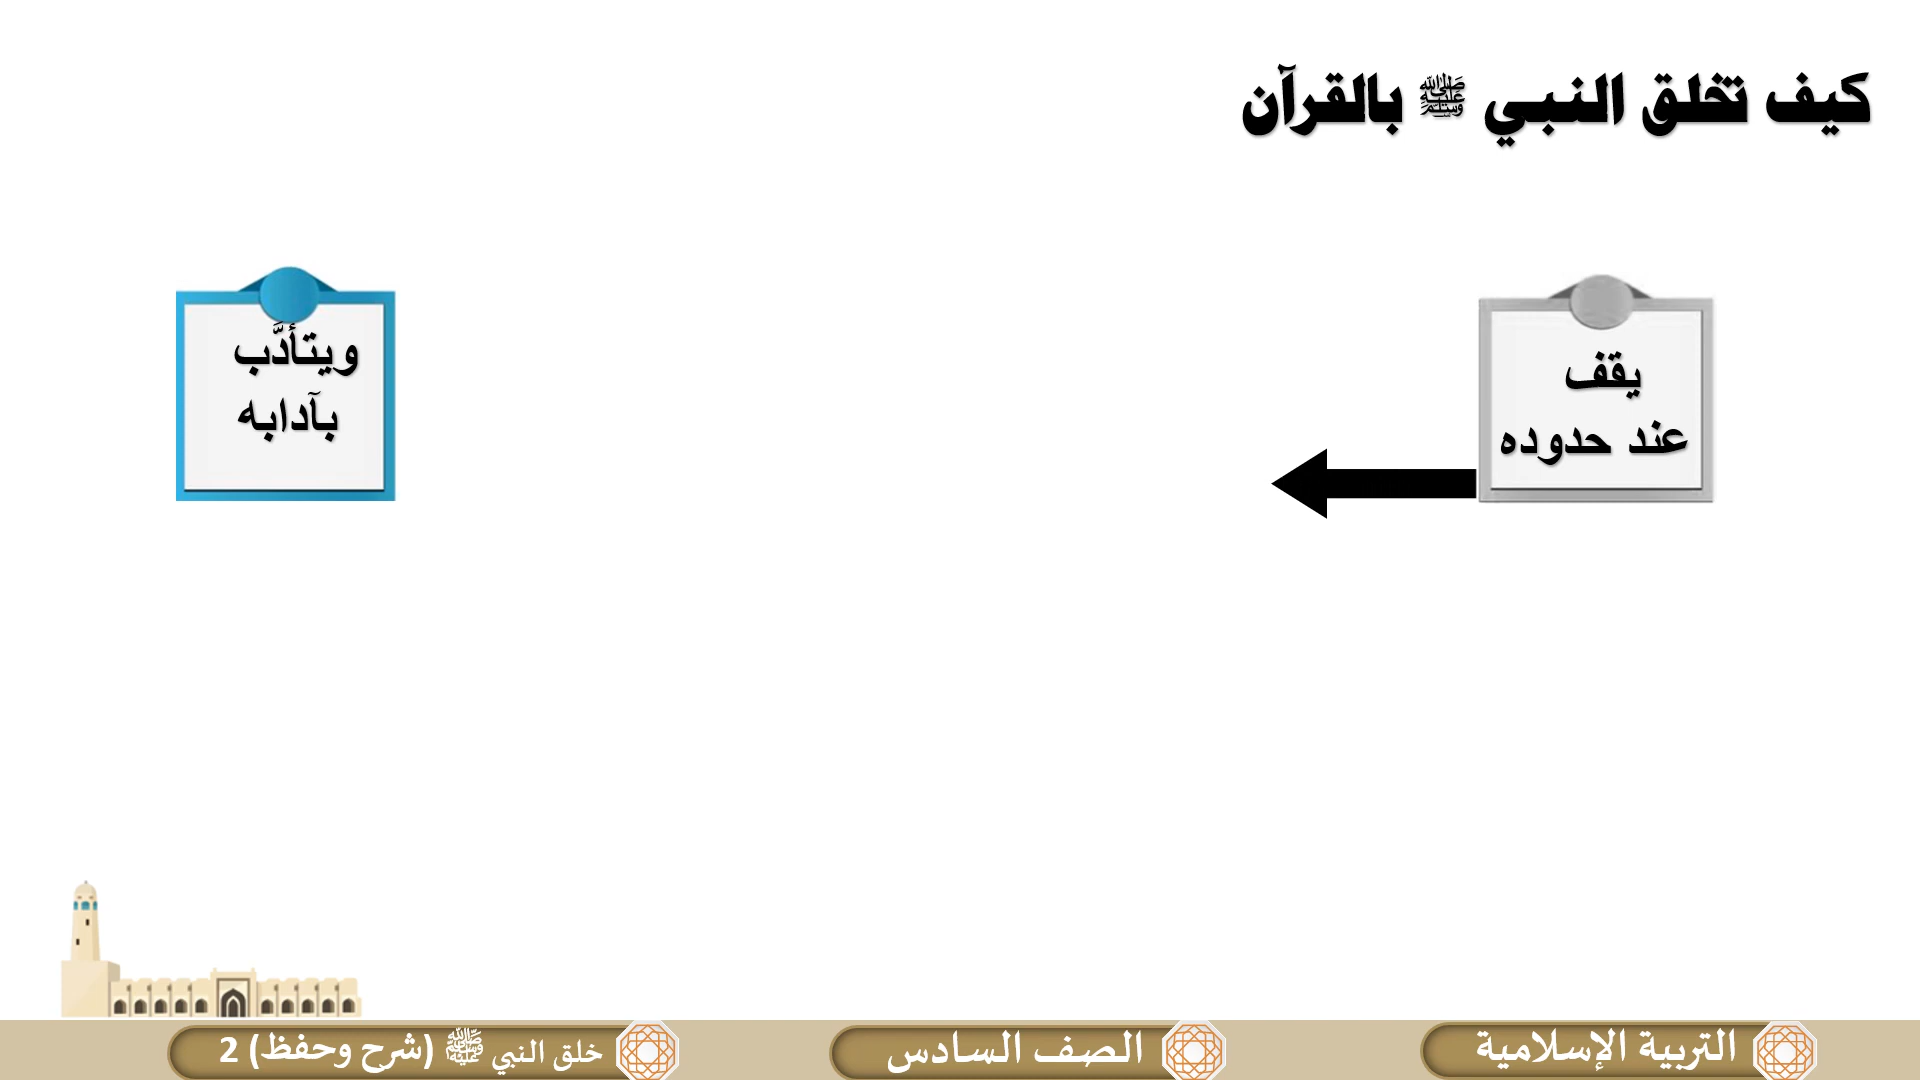 كيف تخلق النبي ﷺ بالقرآن
يقف
عند حدوده
ويتأدَّب
بآدابه
التربية الإسلامية
الصف السادس
خلق النبي ﷺ (شرح وحفظ) 2